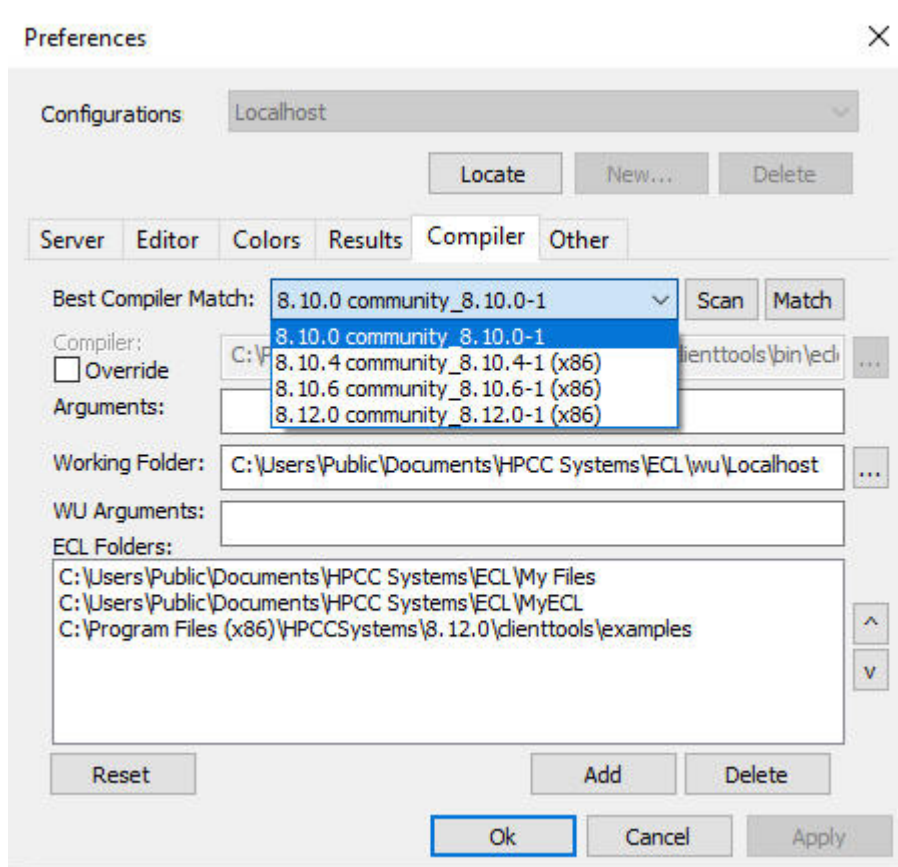 Preferences
Configurations
Localhost
Locate New... Delete
Server Editor Colors Results Compiler Other
Best Compiler Match: 8.10.0 community_8.10.0-1 Scan Match
8.10.0 community_8.10.0-1
Compiler:
8.10.4 community_8.10.4-1 (x86)
Override
8.10.6 community_8.10.6-1 (x86)
Arguments:
8.12.0 community_8.12.0-1 (x86)
Working Folder: C:\Users\Public\Documents\HPCC Systems\ECL\wu\Localhost ...
WU Arguments:
ECL Folders:
C:\Users\Public\Documents\HPCC Systems\ECL\My Files
C:\Users\Public\Documents\HPCC Systems\ECL\MyECL
C:\Program Files (x86)\HPCCSystems\8.12.0\clienttools\examples
^
v
Reset Add Delete
Ok Cancel Apply